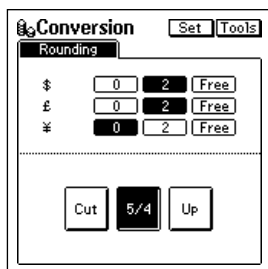 Conversion Set Tools
Rounding
$ 0 2 Free
£ 0 2 Free
¥ 0 2 Free
Cut 5/4 Up